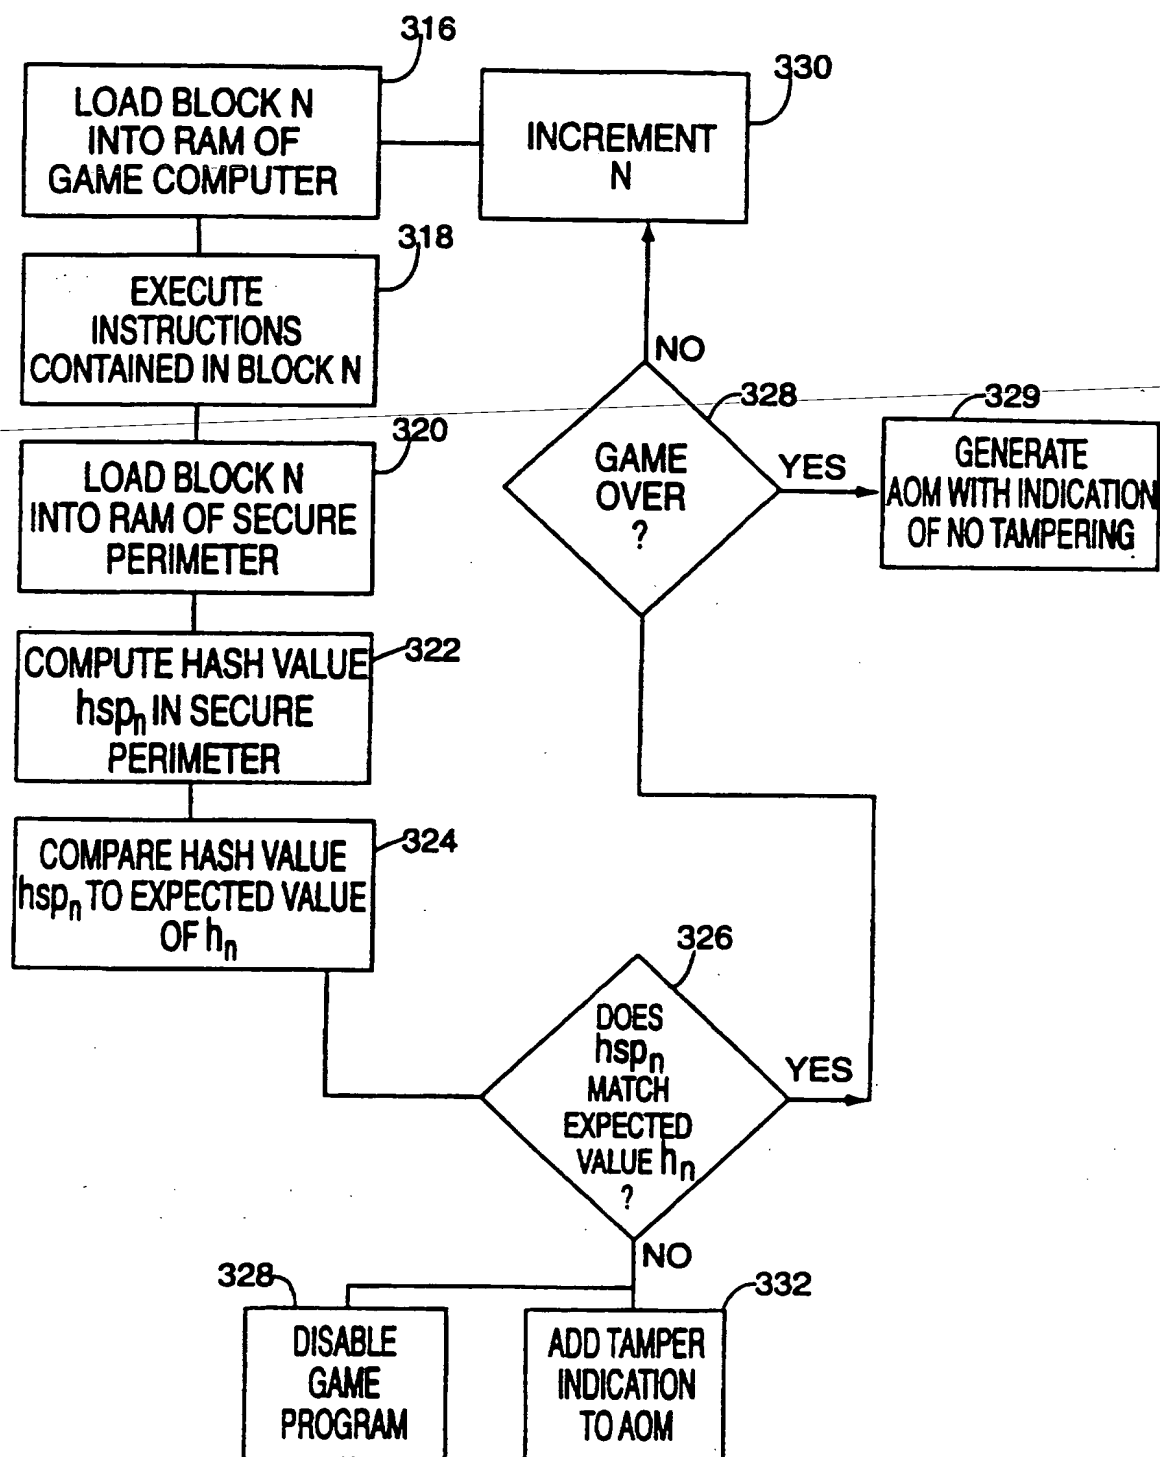 316
LOAD BLOCK N
INTO RAM OF
GAME COMPUTER
330
INCREMENT
N
318
EXECUTE
INSTRUCTIONS
CONTAINED IN BLOCK N
NO
328
GAME
OVER
?
YES
329
GENERATE
AOM WITH INDICATION
OF NO TAMPERING
320
LOAD BLOCK N
INTO RAM OF SECURE
PERIMETER
322
COMPUTE HASH VALUE
hspn IN SECURE
PERIMETER
324
COMPARE HASH VALUE
hspn TO EXPECTED VALUE
OF hn
326
DOES
hspn
MATCH
EXPECTED
VALUE hn
?
YES
NO
328
DISABLE
GAME
PROGRAM
332
ADD TAMPER
INDICATION
TO AOM